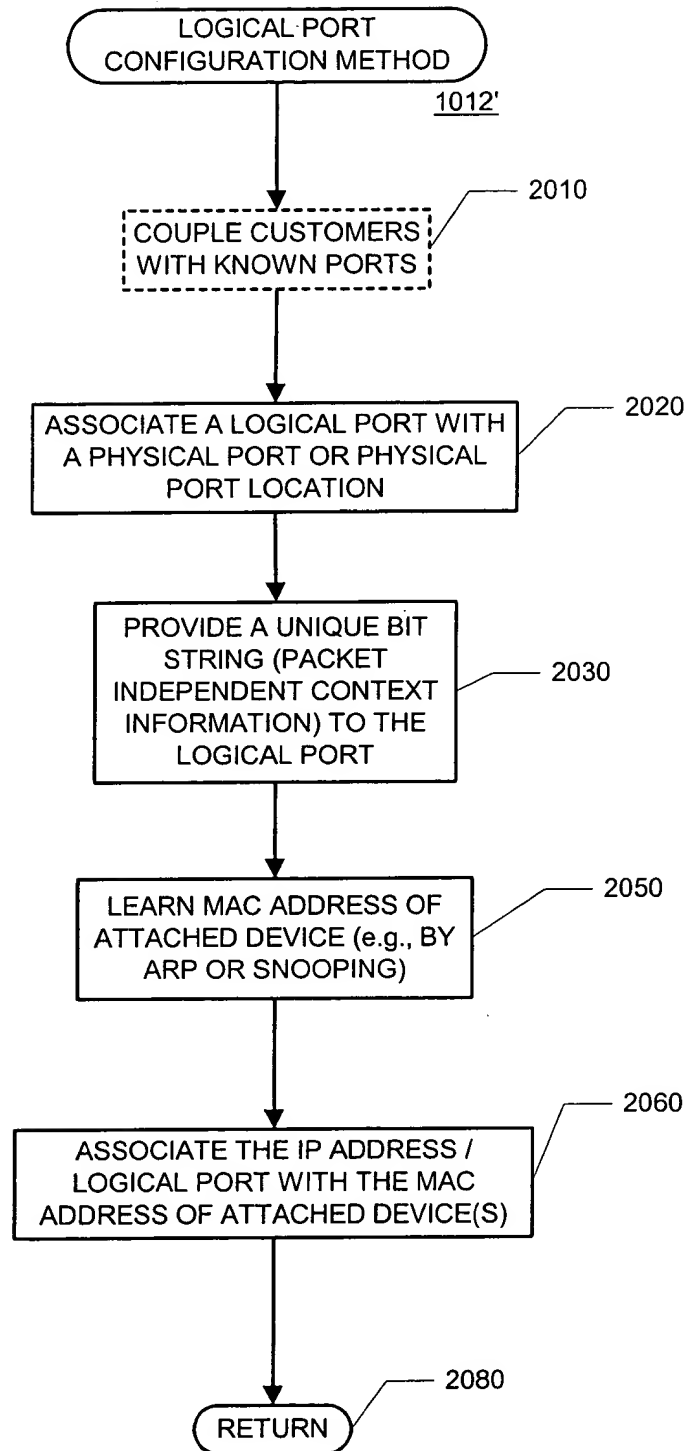 LOGICAL PORT
CONFIGURATION METHOD
1012'
2010
COUPLE CUSTOMERS
WITH KNOWN PORTS
2020
ASSOCIATE A LOGICAL PORT WITH
A PHYSICAL PORT OR PHYSICAL
PORT LOCATION
PROVIDE A UNIQUE BIT
STRING (PACKET
INDEPENDENT CONTEXT
INFORMATION) TO THE
LOGICAL PORT
2030
LEARN MAC ADDRESS OF
ATTACHED DEVICE (e.g., BY
ARP OR SNOOPING)
2050
2060
ASSOCIATE THE IP ADDRESS /
LOGICAL PORT WITH THE MAC
ADDRESS OF ATTACHED DEVICE(S)
2080
RETURN